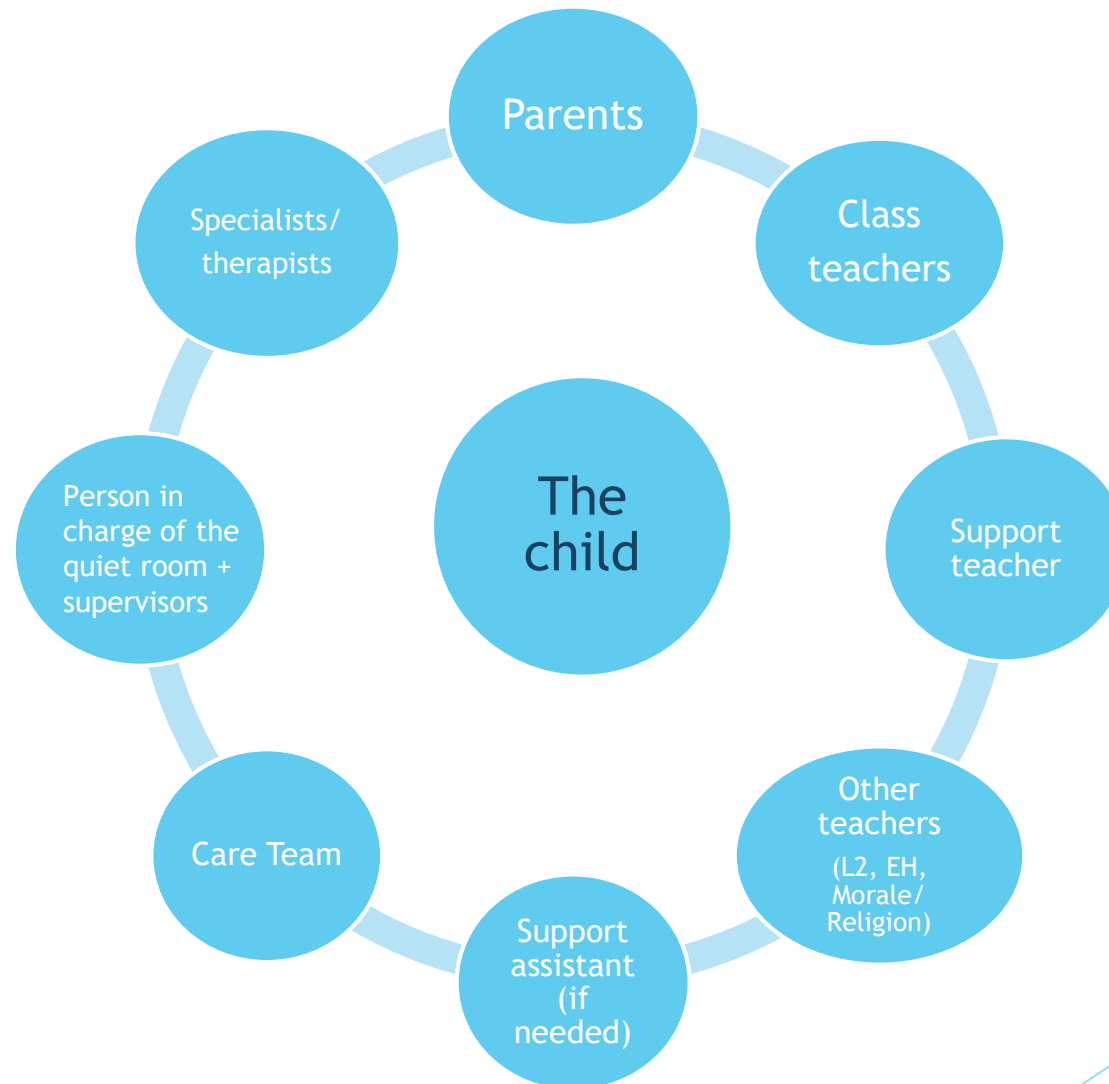 Parents
Class
teachers
Support
teacher
Other
teachers
(L2, EH,
Morale/
Religion)
Support
assistant
(if
needed)
Care Team
Person in
charge of the
quiet room +
supervisors
Specialists/
therapists
The
child